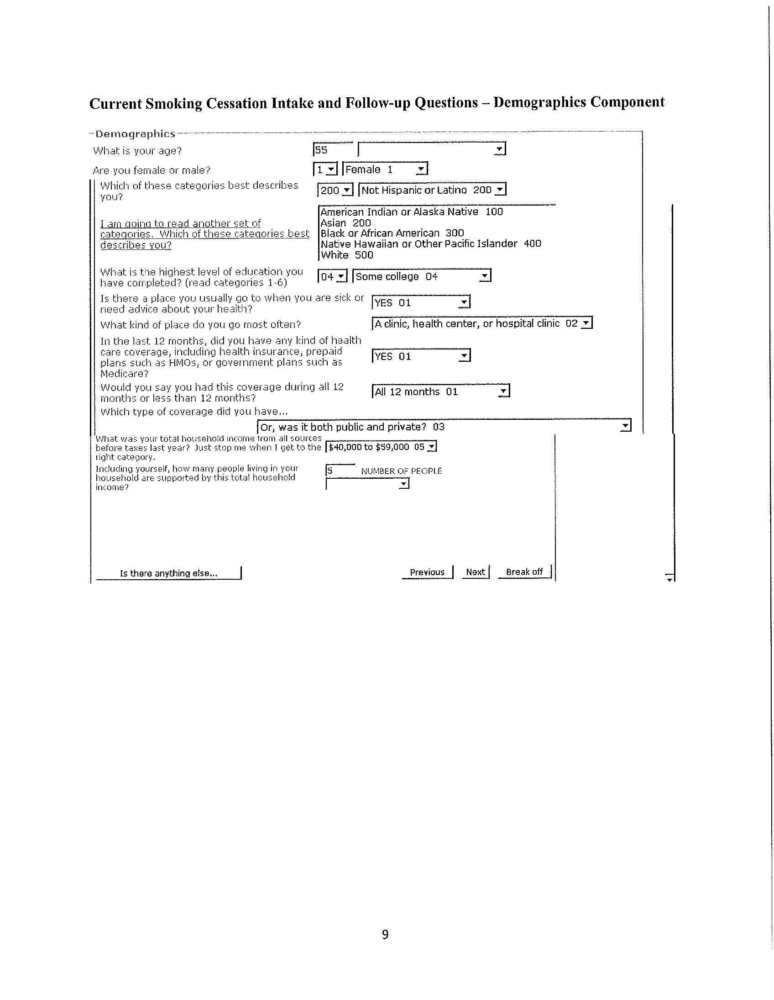 Current Smoking Cessation Intake and Follow-up Questions – Demographics Component
Demographics
What is your age? 55
Are you female or male? 1 Female 1
Which of these categories best describes you? 200 Not Hispanic or Latino 200
I am going to read another set of
categories. Which of these categories best
describes you?
American Indian or Alaska Native 100
Asian 200
Black or African American 300
Native Hawaiian or Other Pacific Islander 400
White 500
What is the highest level of education you
have completed? (read categories 1-6)
04 Some college 04
Is there a place you usually go to when you are sick or
need advice about your health?
YES 01
What kind of place do you go most often? A clinic, health center, or hospital clinic 02
In the last 12 months, did you have any kind of health
care coverage, including health insurance, prepaid
plans such as HMOs, or government plans such as
Medicare?
YES 01
Would you say you had this coverage during all 12
months or less than 12 months?
All 12 months 01
Which type of coverage did you have...
Or, was it both public and private? 03
What was your total household income from all sources
before taxes last year? Just stop me when I get to the
right category.
$40,000 to $59,000 05
Including yourself, how many people living in your
household are supported by this total household
income?
5 NUMBER OF PEOPLE
Is there anything else... Previous Next Break off
9